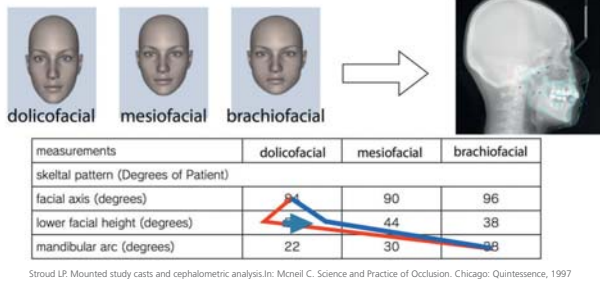 dolicofacial mesiofacial brachiofacial
measurements dolicofacial mesiofacial brachiofacial
skeltal pattern (Degrees of Patient)
facial axis (degrees) 84 90 96
lower facial height (degrees) 44 38
mandibular arc (degrees) 22 30 38
Stroud LP. Mounted study casts and cephalometric analysis.In: Mcneil C. Science and Practice of Occlusion. Chicago: Quintessence, 1997